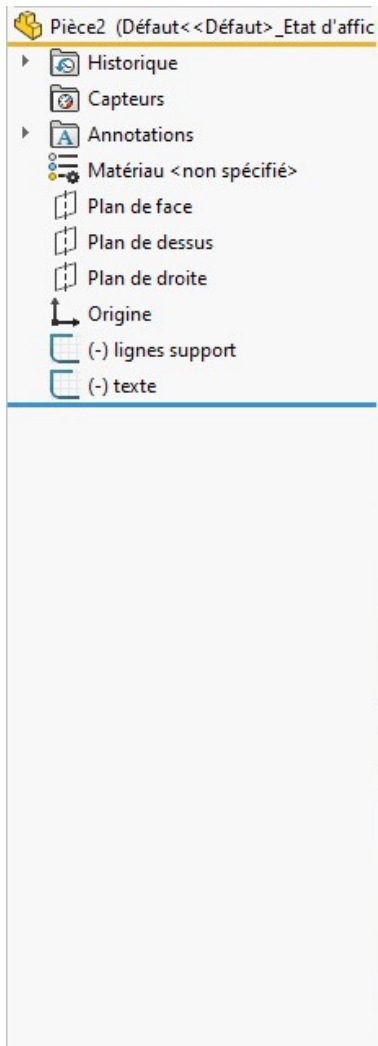 Pièce2 (Défaut<<Défaut>_Etat d'affic
Historique
Capteurs
Annotations
Matériau <non spécifié>
Plan de face
Plan de dessus
Plan de droite
Origine
(-) lignes support
(-) texte